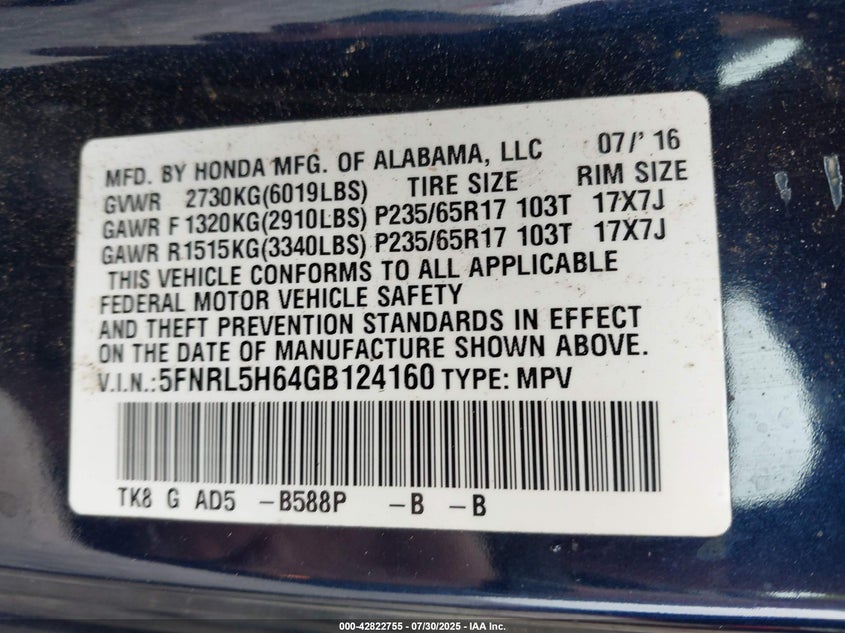 MFD. BY HONDA MFG. OF ALABAMA, LLC 07/' 16
GVWR 2730KG(6019LBS) TIRE SIZE RIM SIZE
GAWR F 1320KG(2910LBS) P235/65R17 103T 17X7J
GAWR R1515KG(3340LBS) P235/65R17 103T 17X7J
THIS VEHICLE CONFORMS TO ALL APPLICABLE
FEDERAL MOTOR VEHICLE SAFETY
AND THEFT PREVENTION STANDARDS IN EFFECT
ON THE DATE OF MANUFACTURE SHOWN ABOVE.
V.I.N.:5FNRL5H64GB124160 TYPE: MPV
TK8 G AD5 -B588P -B -B
000-42822755 - 07/30/2025 - IAA Inc.